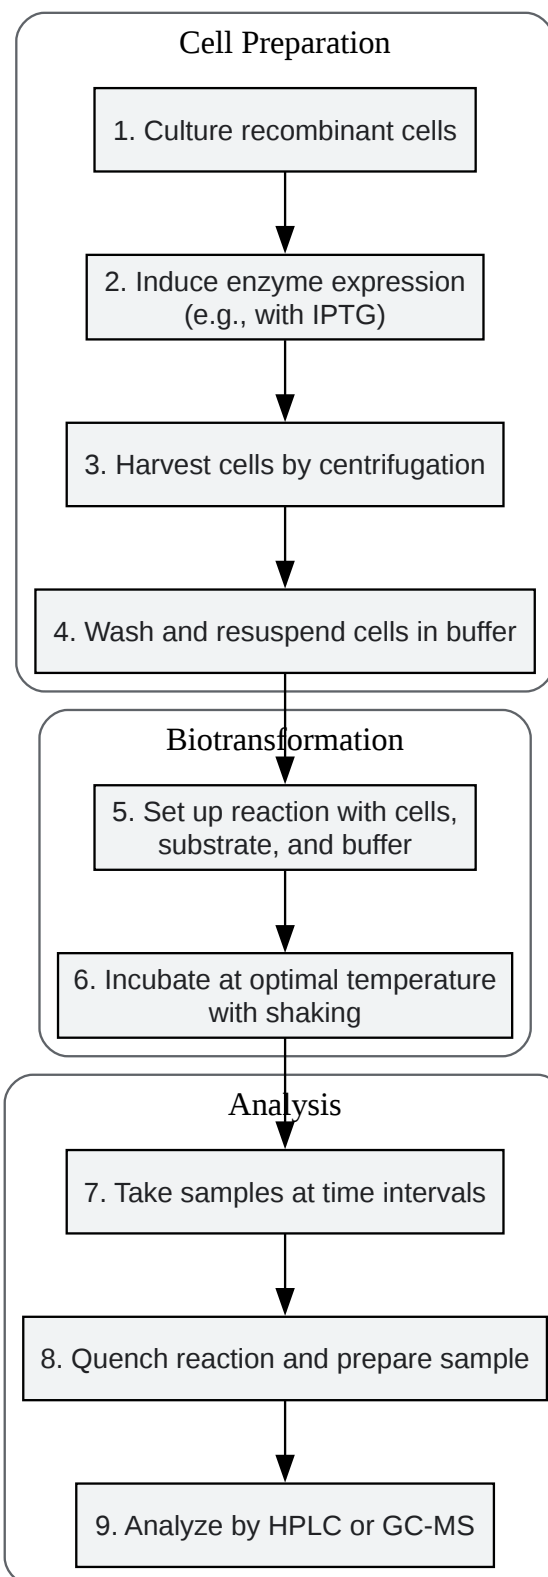 Cell Preparation
1. Culture recombinant cells
2. Induce enzyme expression
(e.g., with IPTG)
3. Harvest cells by centrifugation
4. Wash and resuspend cells in buffer
Biotransformation
5. Set up reaction with cells,
substrate, and buffer
6. Incubate at optimal temperature
with shaking
Analysis
7. Take samples at time intervals
8. Quench reaction and prepare sample
9. Analyze by HPLC or GC-MS